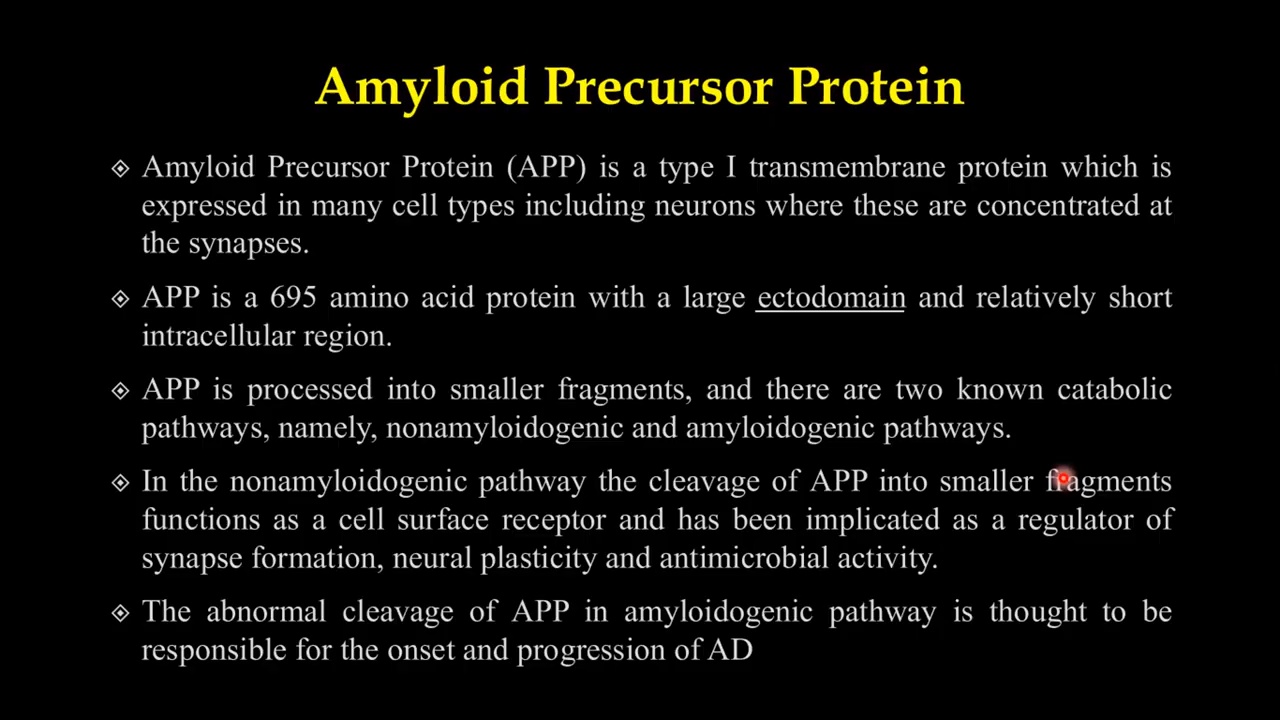 Amyloid Precursor Protein
Amyloid Precursor Protein (APP) is a type I transmembrane protein which is
expressed in many cell types including neurons where these are concentrated at
the synapses.
APP is a 695 amino acid protein with a large ectodomain and relatively short
intracellular region.
APP is processed into smaller fragments, and there are two known catabolic
pathways, namely, nonamyloidogenic and amyloidogenic pathways.
In the nonamyloidogenic pathway the cleavage of APP into smaller fragments
functions as a cell surface receptor and has been implicated as a regulator of
synapse formation, neural plasticity and antimicrobial activity.
The abnormal cleavage of APP in amyloidogenic pathway is thought to be
responsible for the onset and progression of AD